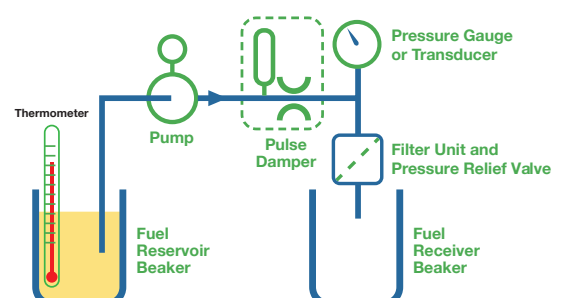 Pressure Gauge
or Transducer
Thermometer
Pump
Pulse
Damper
Filter Unit and
Pressure Relief Valve
Fuel
Reservoir
Beaker
Fuel
Receiver
Beaker